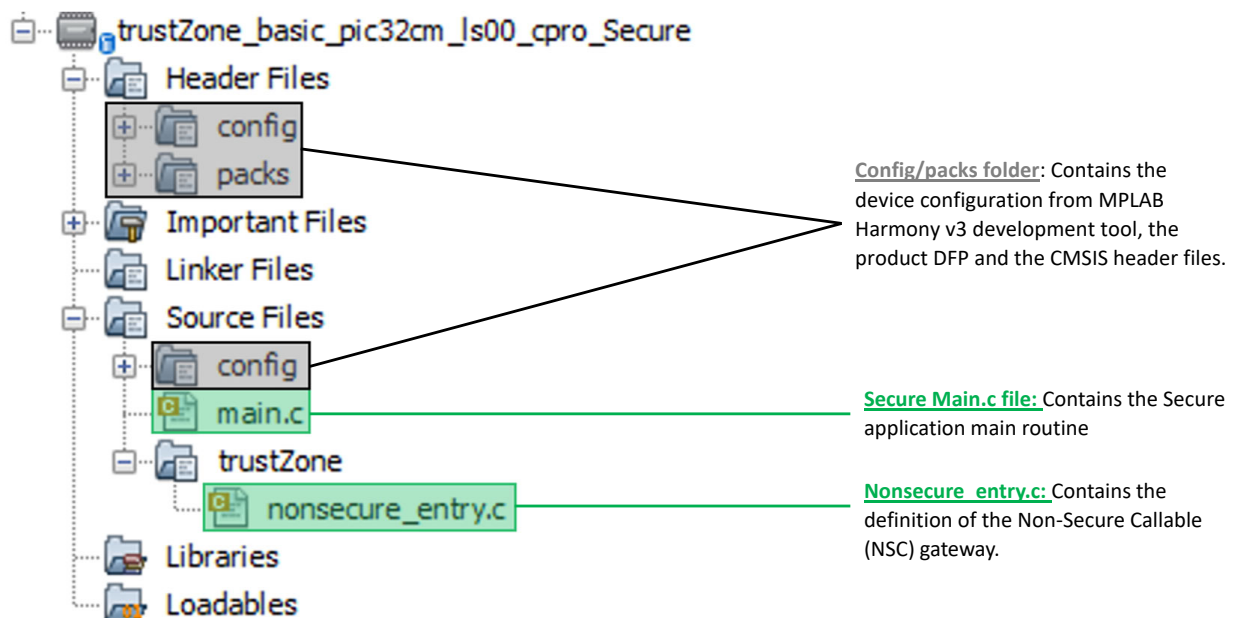 trustZone_basic_pic32cm_ls00_cpro_Secure
Header Files
config
packs
Important Files
Linker Files
Source Files
config
main.c
trustZone
nonsecure_entry.c
Libraries
Loadables
Config/packs folder: Contains the
device configuration from MPLAB
Harmony v3 development tool, the
product DFP and the CMSIS header files.
Secure Main.c file: Contains the Secure
application main routine
Nonsecure_entry.c: Contains the
definition of the Non-Secure Callable
(NSC) gateway.